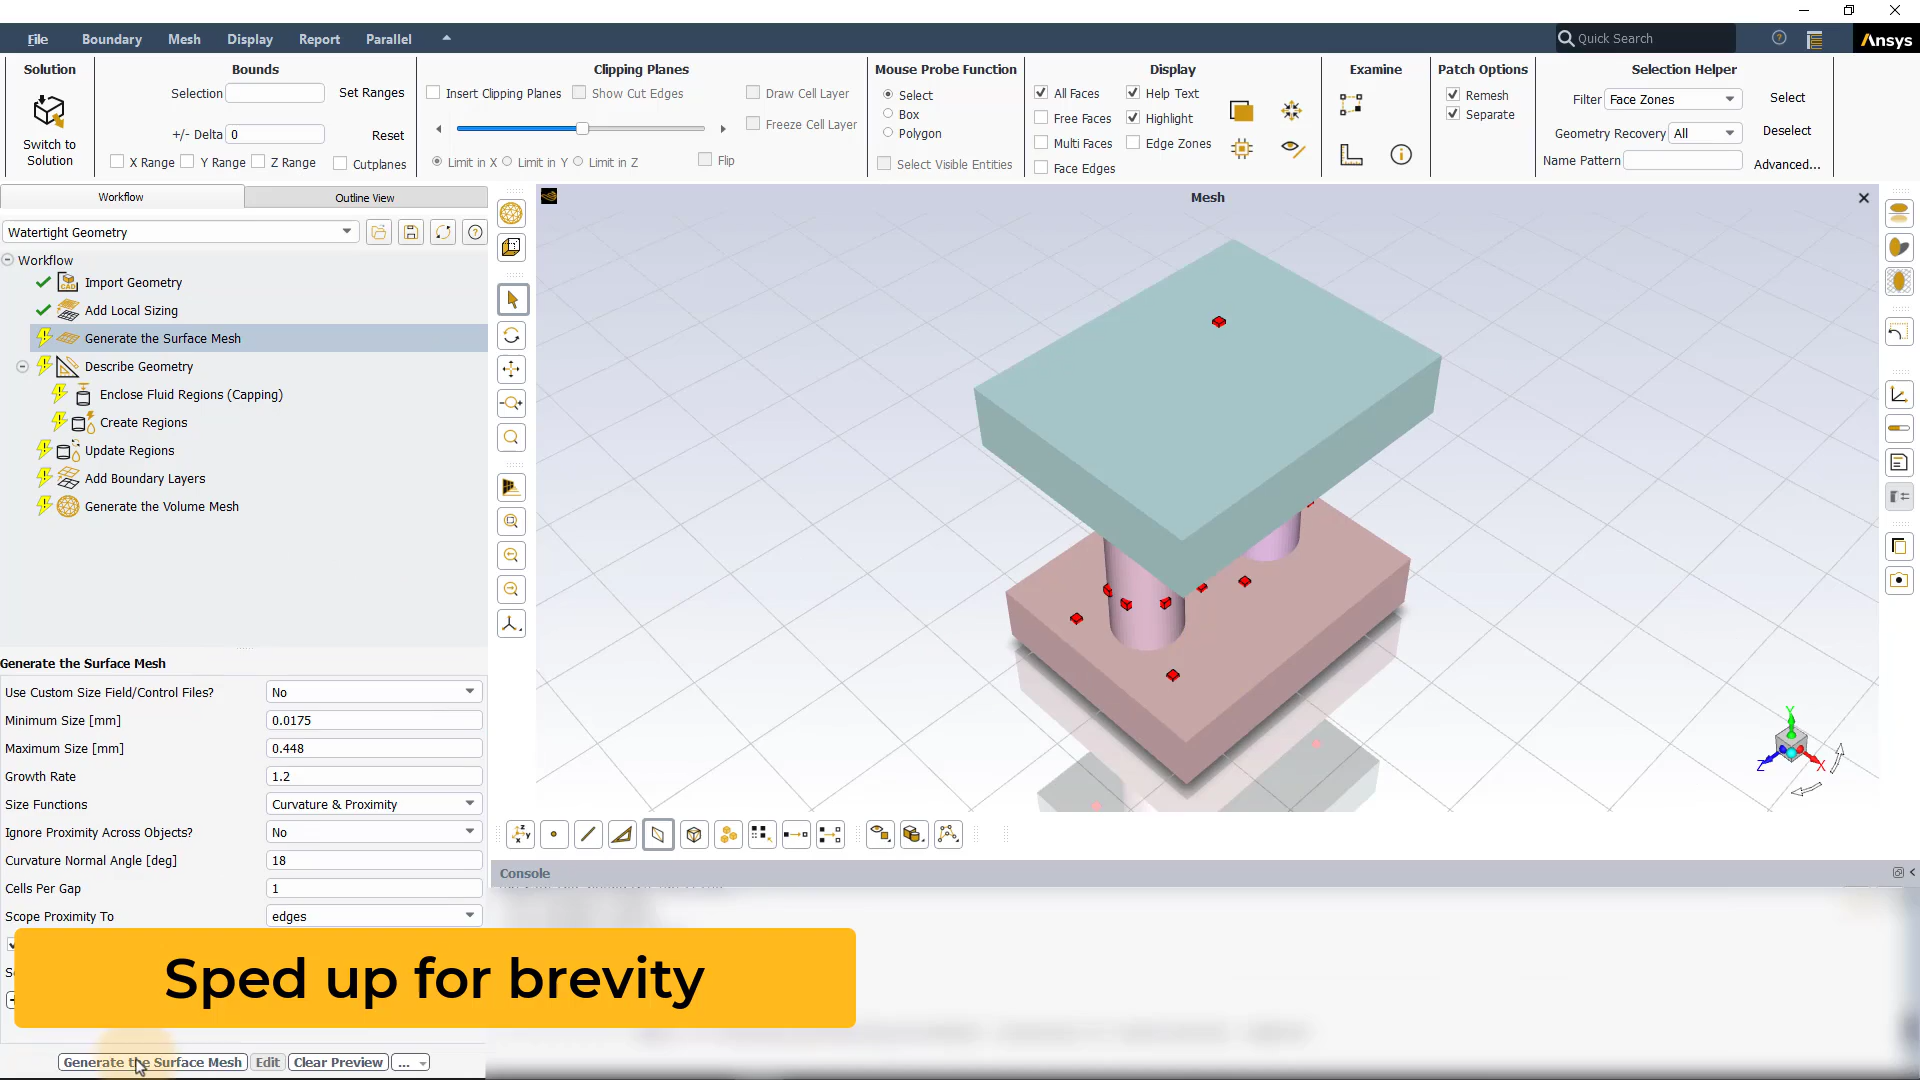 File
Boundary
Mesh
Display
Report
Parallel
Quick Search
Ansys
Solution
Switch to
Solution
Bounds
Selection
Set Ranges
+/- Delta 0
Reset
X Range
Y Range
Z Range
Cutplanes
Clipping Planes
Insert Clipping Planes
Show Cut Edges
Draw Cell Layer
Freeze Cell Layer
Limit in X
Limit in Y
Limit in Z
Flip
Mouse Probe Function
Select
Box
Polygon
Select Visible Entities
Display
All Faces
Help Text
Free Faces
Highlight
Multi Faces
Edge Zones
Face Edges
Examine
Patch Options
Remesh
Separate
Selection Helper
Filter Face Zones
Select
Geometry Recovery All
Deselect
Name Pattern
Advanced...
Workflow
Outline View
Watertight Geometry
Workflow
Import Geometry
Add Local Sizing
Generate the Surface Mesh
Describe Geometry
Enclose Fluid Regions (Capping)
Create Regions
Update Regions
Add Boundary Layers
Generate the Volume Mesh
Generate the Surface Mesh
Use Custom Size Field/Control Files? No
Minimum Size [mm] 0.0175
Maximum Size [mm] 0.448
Growth Rate 1.2
Size Functions Curvature & Proximity
Ignore Proximity Across Objects? No
Curvature Normal Angle [deg] 18
Cells Per Gap 1
Scope Proximity To edges
Sped up for brevity
Generate the Surface Mesh
Edit
Clear Preview
...
Mesh
Y
Z
X
Console